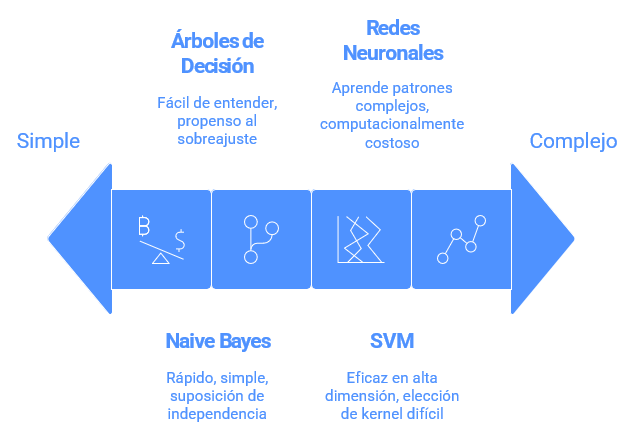 Árboles de
Decisión
Fácil de entender,
propenso al
sobreajuste
Redes
Neuronales
Aprende patrones
complejos,
computacionalmente
costoso
Simple
Complejo
Naive Bayes
Rápido, simple,
suposición de
independencia
SVM
Eficaz en alta
dimensión, elección
de kernel difícil